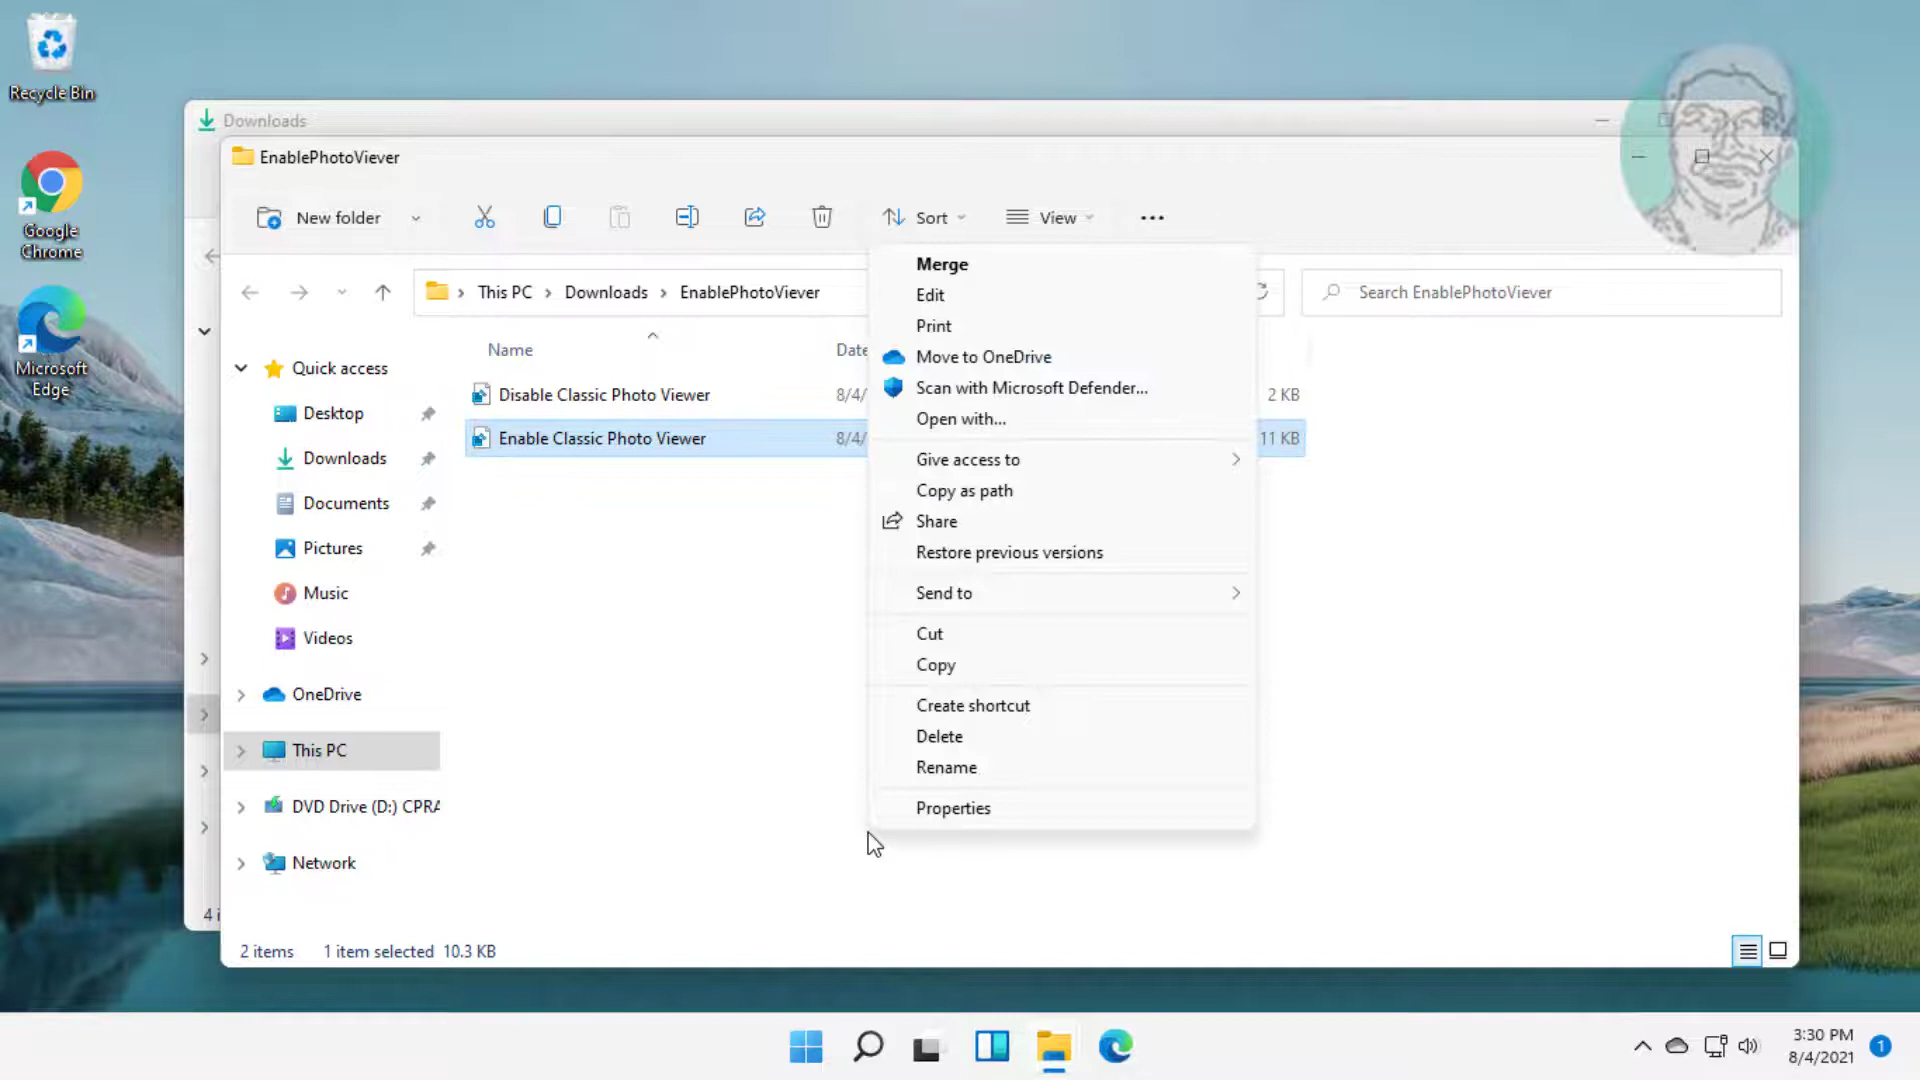 Recycle Bin
Google
Chrome
Microsoft
Edge
Downloads
EnablePhotoViever
New folder
Sort
View
This PC
Downloads
EnablePhotoViever
Search EnablePhotoViever
Name
Date
Disable Classic Photo Viewer
8/4/
2 KB
Enable Classic Photo Viewer
8/4/
11 KB
Quick access
Desktop
Downloads
Documents
Pictures
Music
Videos
OneDrive
This PC
DVD Drive (D:) CPRA
Network
Merge
Edit
Print
Move to OneDrive
Scan with Microsoft Defender...
Open with...
Give access to
Copy as path
Share
Restore previous versions
Send to
Cut
Copy
Create shortcut
Delete
Rename
Properties
4 i
2 items
1 item selected 10.3 KB
3:30 PM
8/4/2021
1